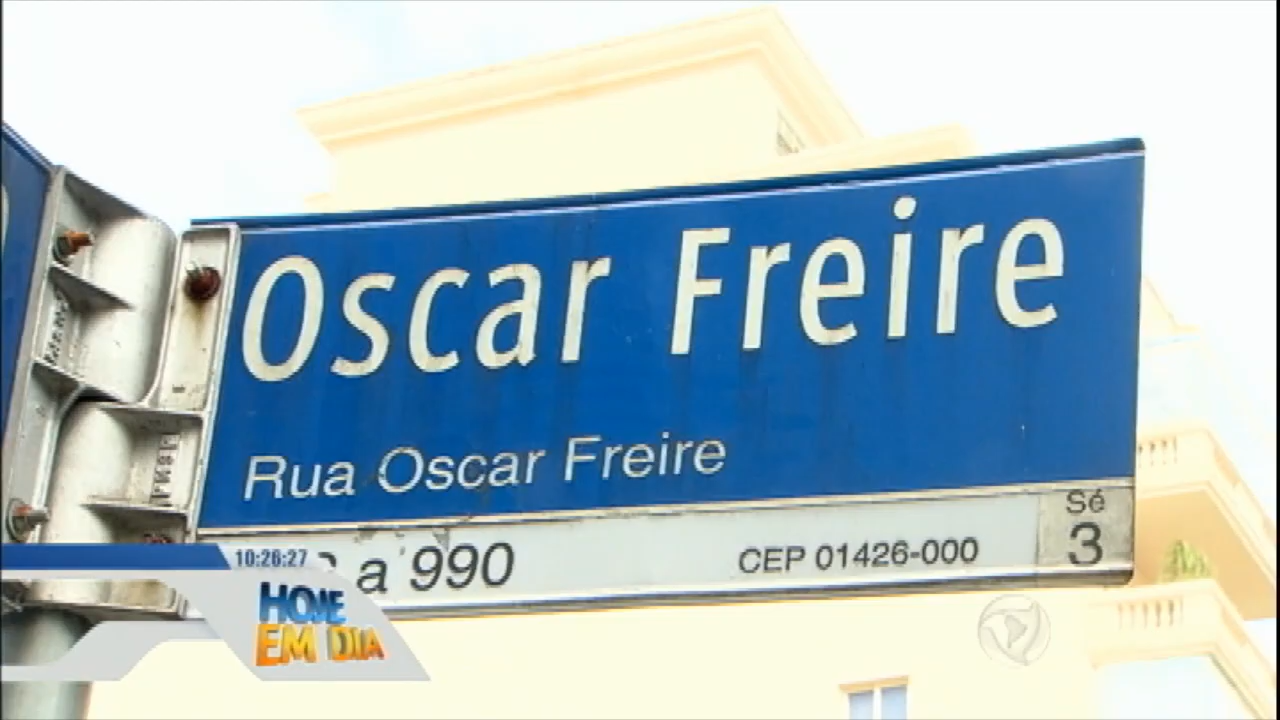 Oscar Freire
Rua Oscar Freire
a 990
CEP 01426-000
Sé
3
10:26:27
HOJE
EM DIA